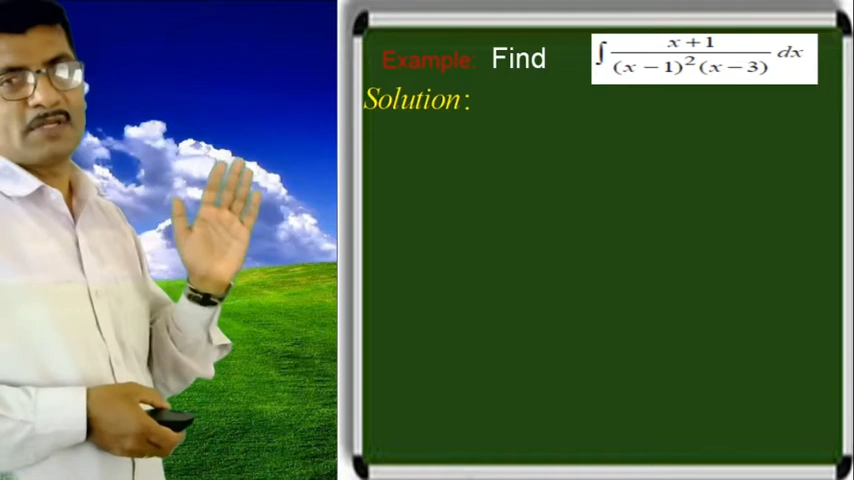 Example: Find ∫ x + 1 / (x − 1)² (x − 3) dx
Solution: